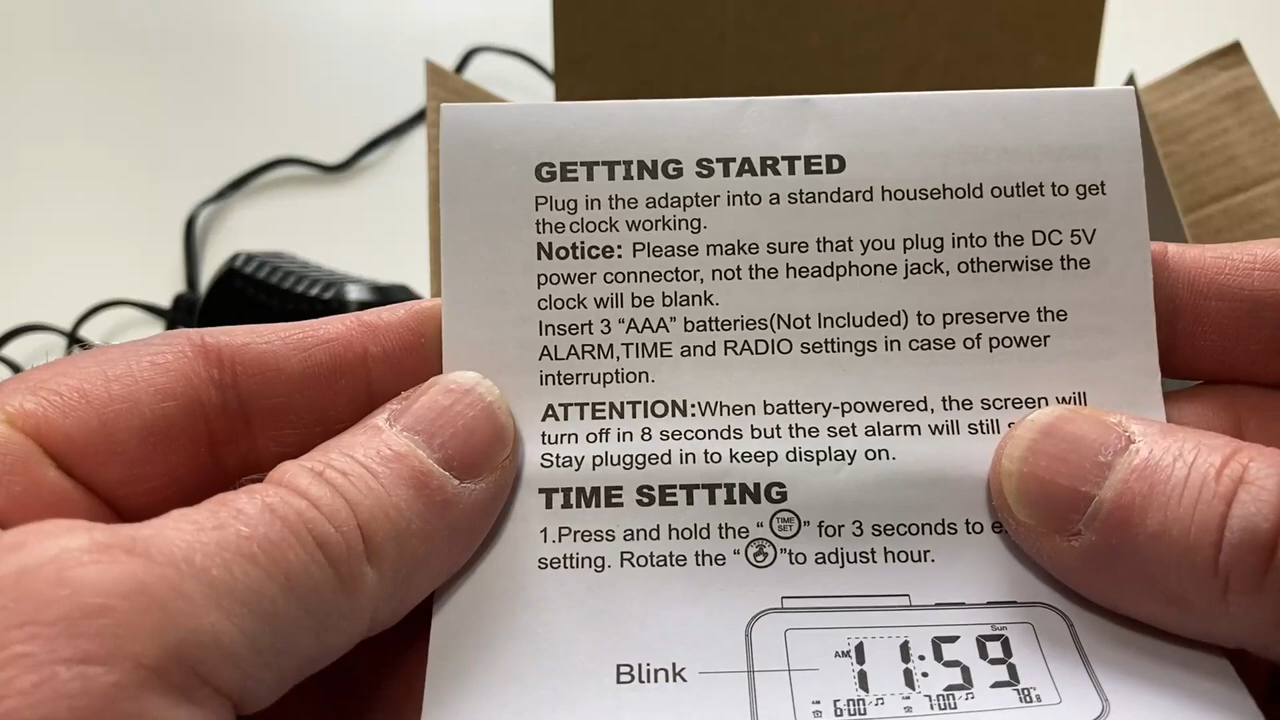 GETTING STARTED
Plug in the adapter into a standard household outlet to get
the clock working.
Notice: Please make sure that you plug into the DC 5V
power connector, not the headphone jack, otherwise the
clock will be blank.
Insert 3 “AAA” batteries(Not Included) to preserve the
ALARM,TIME and RADIO settings in case of power
interruption.
ATTENTION:When battery-powered, the screen will
turn off in 8 seconds but the set alarm will still
Stay plugged in to keep display on.
TIME SETTING
1.Press and hold the “TIME SET” for 3 seconds to
setting. Rotate the “ ”to adjust hour.
Sun
Blink
AM 11:59
AM 6:00 AM 7:00 78°